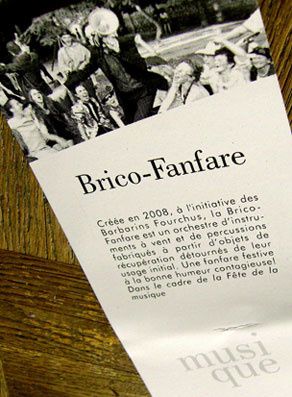 Brico-Fanfare
Créée en 2008, à l'initiative des
Barbarins Fourchus, la Brico-
Fanfare est un orchestre d'instru-
ments à vent et de percussions
fabriqués à partir d'objets de
récupération détournés de leur
usage initial. Une fanfare festive
à la bonne humeur contagieuse!
Dans le cadre de la Fête de la
musique
musi
que